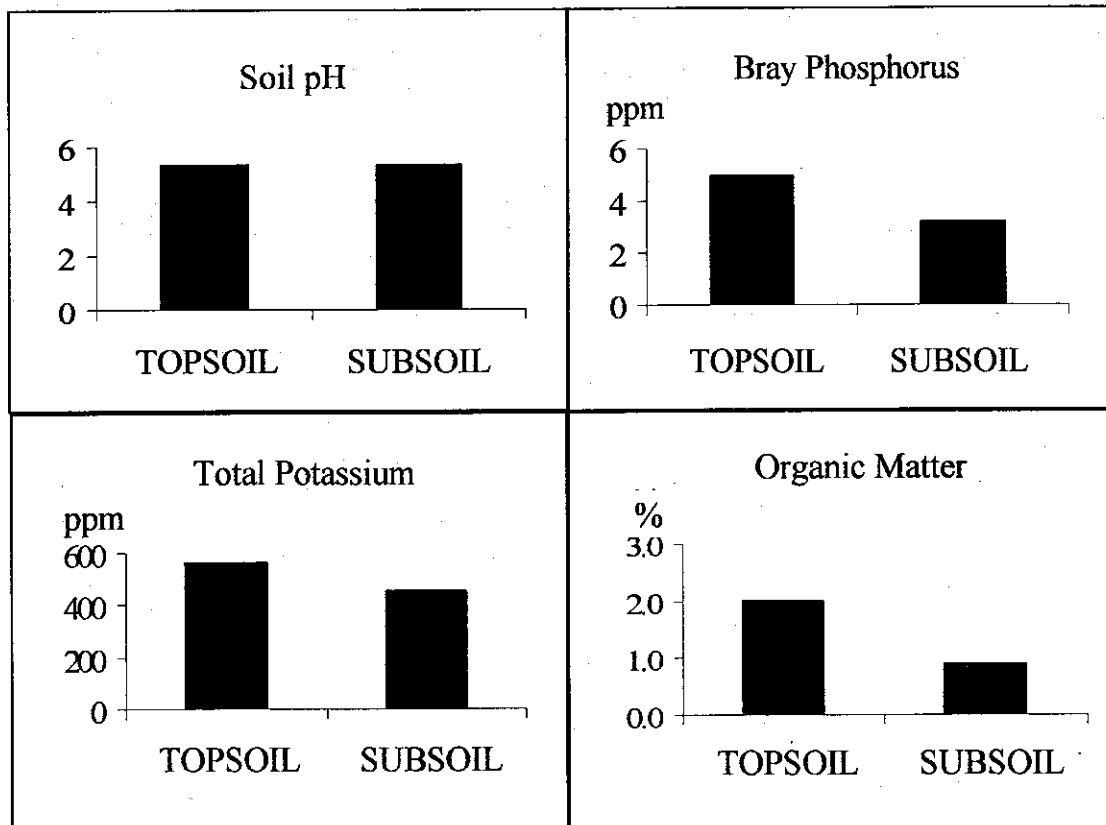 Soil pH
6
4
2
0
TOPSOIL SUBSOIL
Bray Phosphorus
ppm
6
4
2
0
TOPSOIL SUBSOIL
Total Potassium
ppm
600
400
200
0
TOPSOIL SUBSOIL
Organic Matter
%
3.0
2.0
1.0
0.0
TOPSOIL SUBSOIL